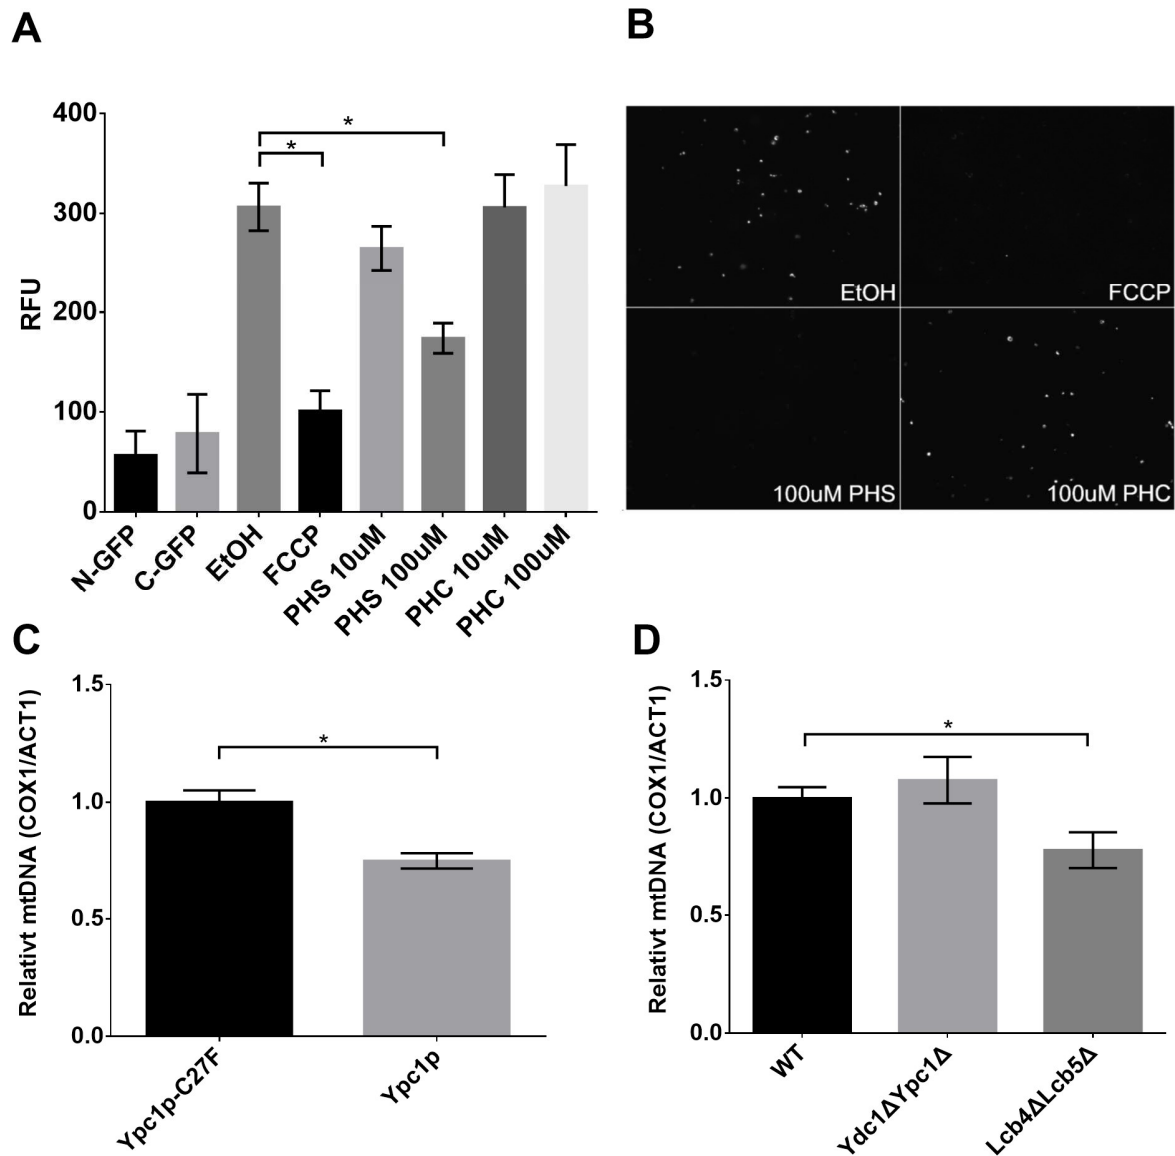 A
400
300
200
100
0
RFU
*
*
N-GFP
C-GFP
EtOH
FCCP
PHS 10uM
PHS 100uM
PHC 10uM
PHC 100uM
B
EtOH
FCCP
100uM PHS
100uM PHC
C
1.5
1.0
0.5
0.0
Relativt mtDNA (COX1/ACT1)
*
Ypc1p-C27F
Ypc1p
D
1.5
1.0
0.5
0.0
Relativt mtDNA (COX1/ACT1)
*
WT
Ydc1ΔYpc1Δ
Lcb4ΔLcb5Δ